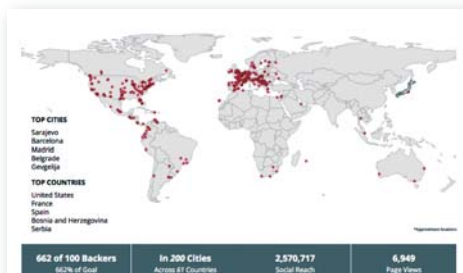 TOP CITIES
Sarajevo
Barcelona
Madrid
Belgrade
Gevgelija
TOP COUNTRIES
United States
France
Spain
Bosnia and Herzegovina
Serbia
*Approximate locations
662 of 100 Backers
662% of Goal
In 200 Cities
Across 61 Countries
2,570,717
Social Reach
6,949
Page Views